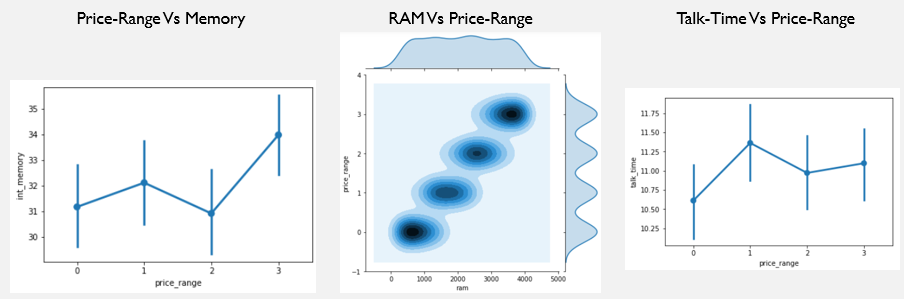 Price-Range Vs Memory
RAM Vs Price-Range
Talk-Time Vs Price-Range
35
34
33
32
31
30
int_memory
0 1 2 3
price_range
4
3
2
1
0
−1
price_range
0 1000 2000 3000 4000 5000
ram
11.75
11.50
11.25
11.00
10.75
10.50
10.25
talk_time
0 1 2 3
price_range